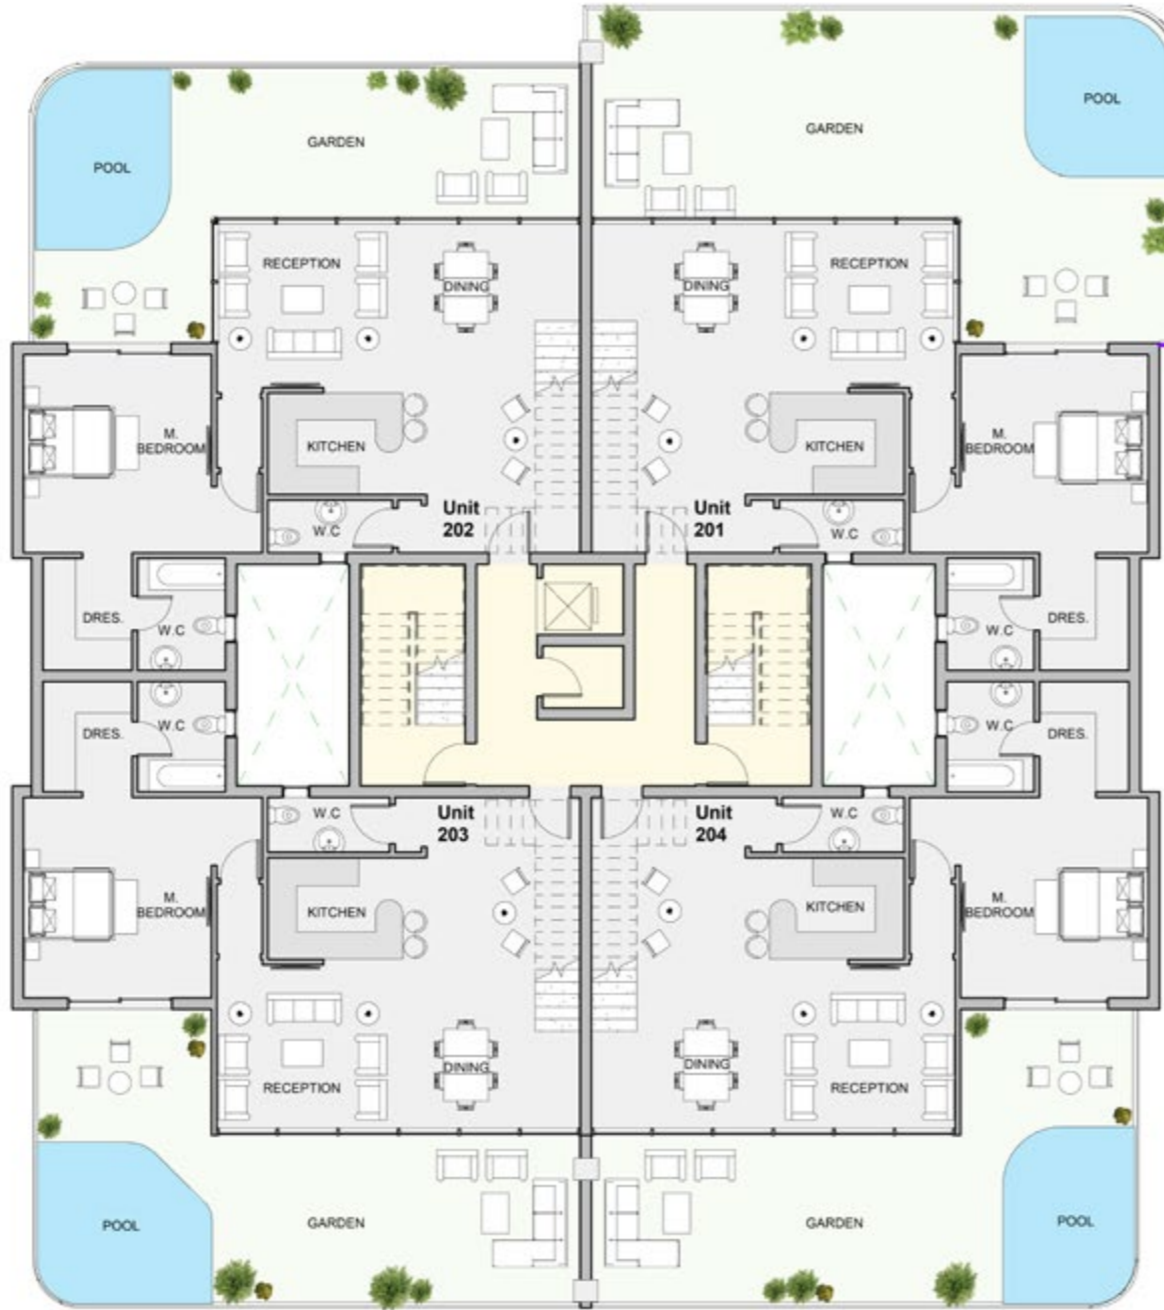 POOL
GARDEN
POOL
GARDEN
RECEPTION
DINING
DINING
RECEPTION
M.
BEDROOM
KITCHEN
KITCHEN
M.
BEDROOM
W.C
Unit
202
Unit
201
W.C
DRES.
W.C
W.C
DRES.
DRES.
W.C
W.C
DRES.
W.C
Unit
203
Unit
204
W.C
M.
BEDROOM
KITCHEN
KITCHEN
M.
BEDROOM
RECEPTION
DINING
DINING
RECEPTION
POOL
GARDEN
GARDEN
POOL